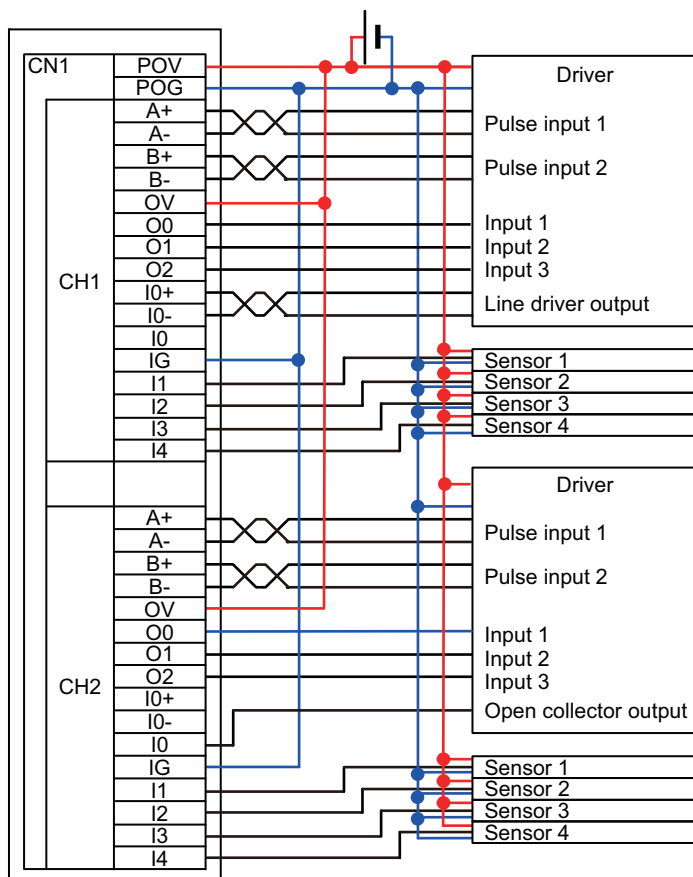 CN1
POV
POG
CH1
A+
A-
B+
B-
OV
O0
O1
O2
I0+
I0-
I0
IG
I1
I2
I3
I4
Driver
Pulse input 1
Pulse input 2
Input 1
Input 2
Input 3
Line driver output
Sensor 1
Sensor 2
Sensor 3
Sensor 4
CH2
A+
A-
B+
B-
OV
O0
O1
O2
I0+
I0-
I0
IG
I1
I2
I3
I4
Driver
Pulse input 1
Pulse input 2
Input 1
Input 2
Input 3
Open collector output
Sensor 1
Sensor 2
Sensor 3
Sensor 4